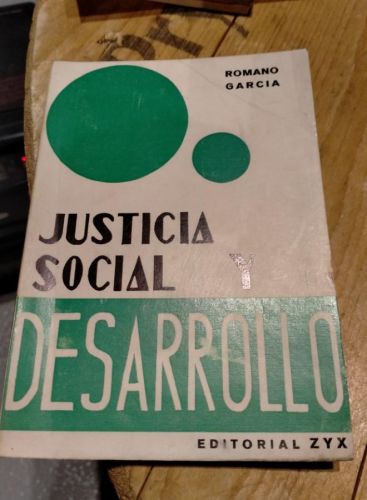 ROMANO
GARCIA
JUSTICIA
SOCIAL Y
DESARROLLO
EDITORIAL ZYX